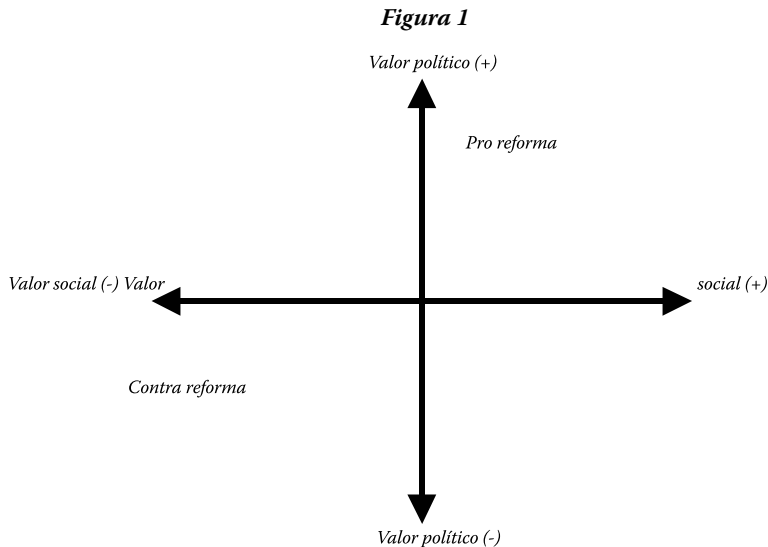 Figura 1
Valor político (+)
Pro reforma
Valor social (-) Valor
social (+)
Contra reforma
Valor político (-)